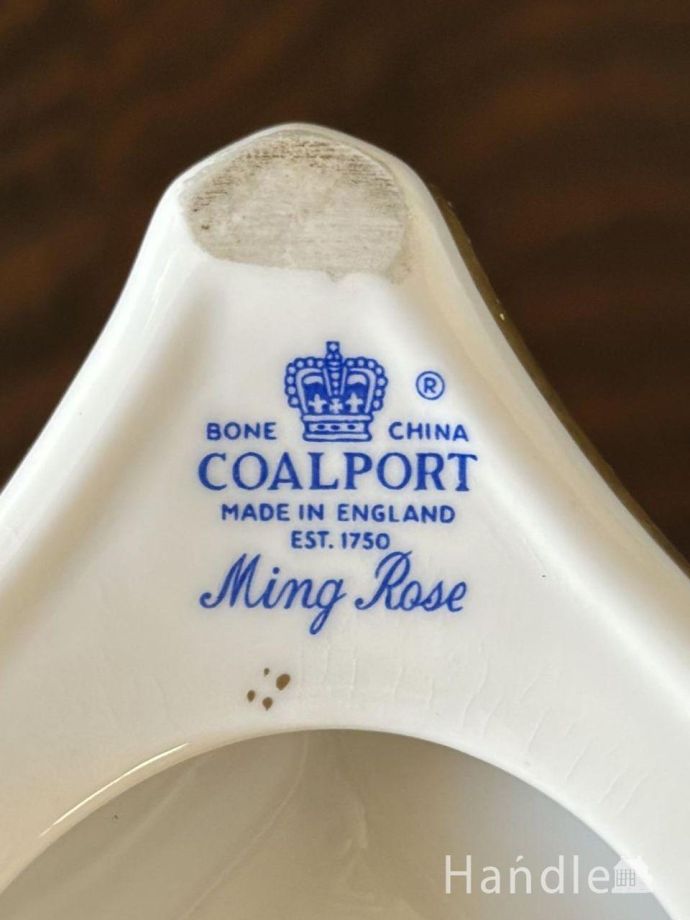 ®
BONE CHINA
COALPORT
MADE IN ENGLAND
EST. 1750
Ming Rose
Handle